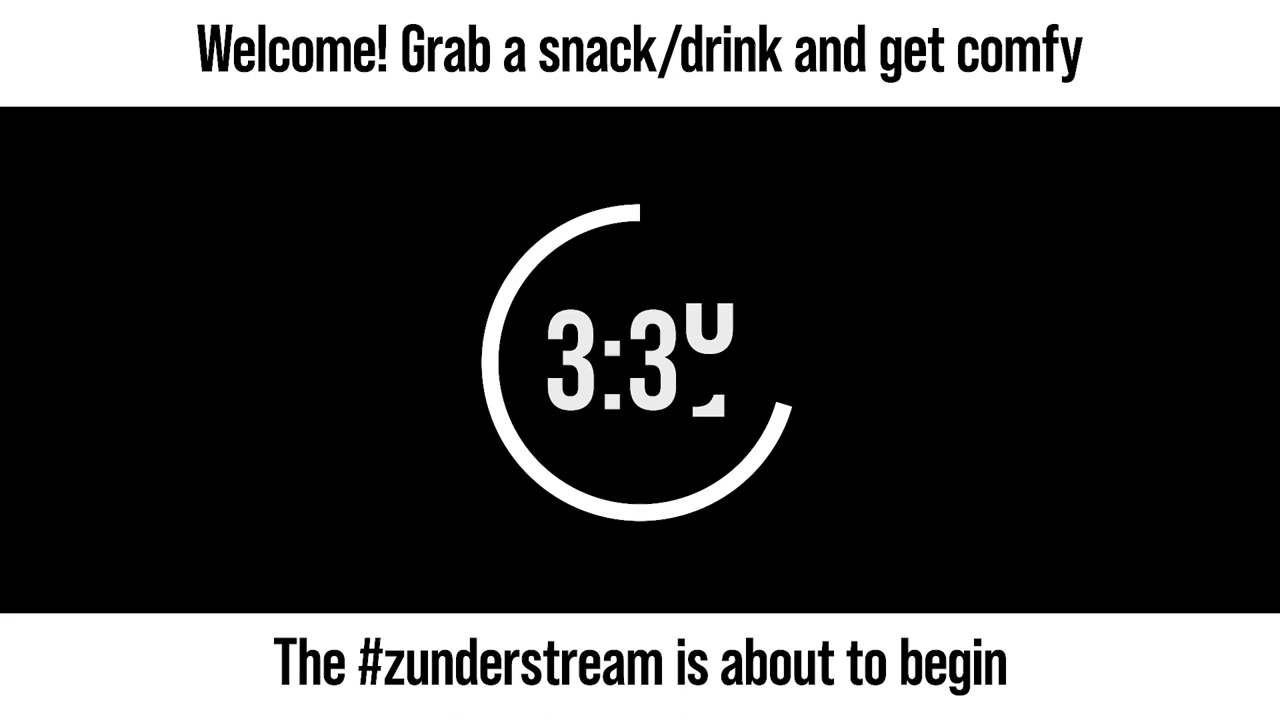 Welcome! Grab a snack/drink and get comfy
3:3
The #zunderstream is about to begin